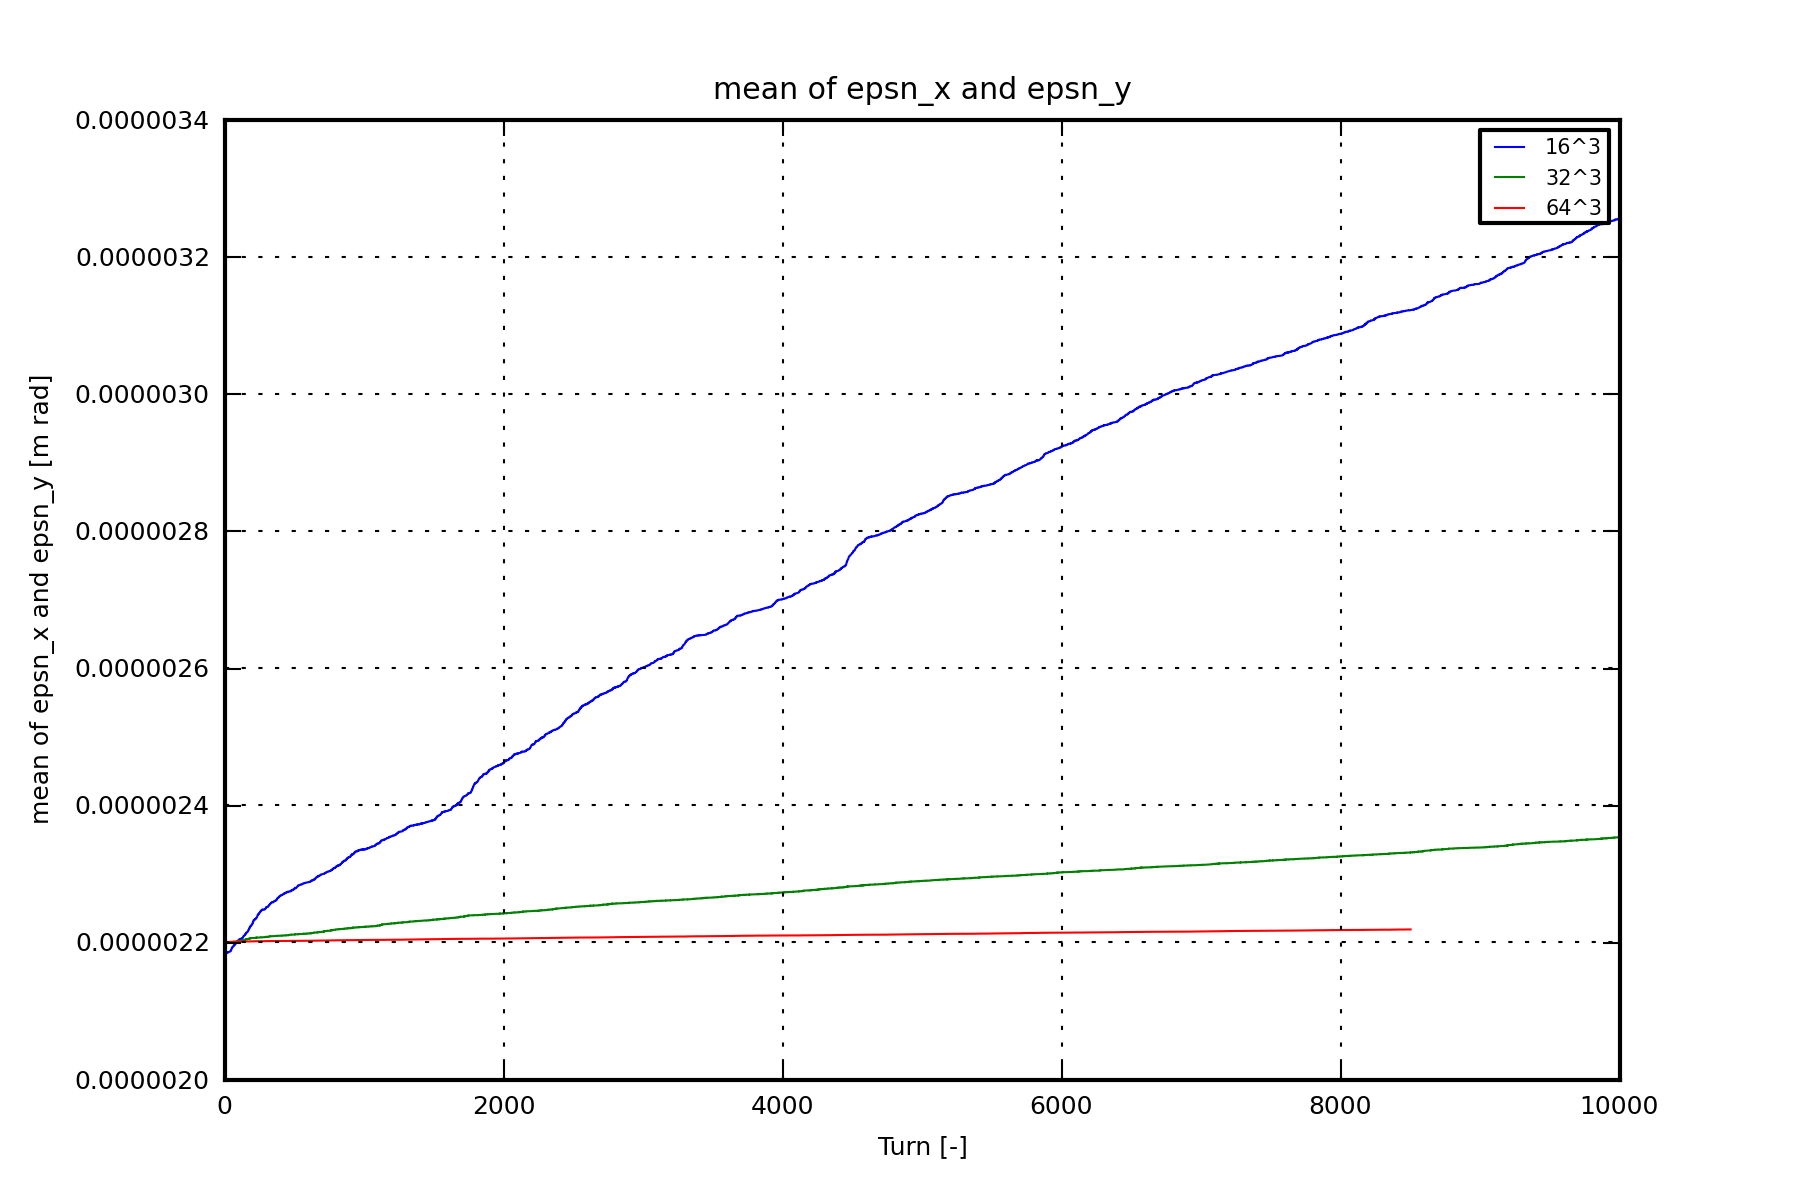 mean of epsn_x and epsn_y
0.0000034
0.0000032
0.0000030
0.0000028
0.0000026
0.0000024
0.0000022
0.0000020
mean of epsn_x and epsn_y [m rad]
16^3
32^3
64^3
0 2000 4000 6000 8000 10000
Turn [-]